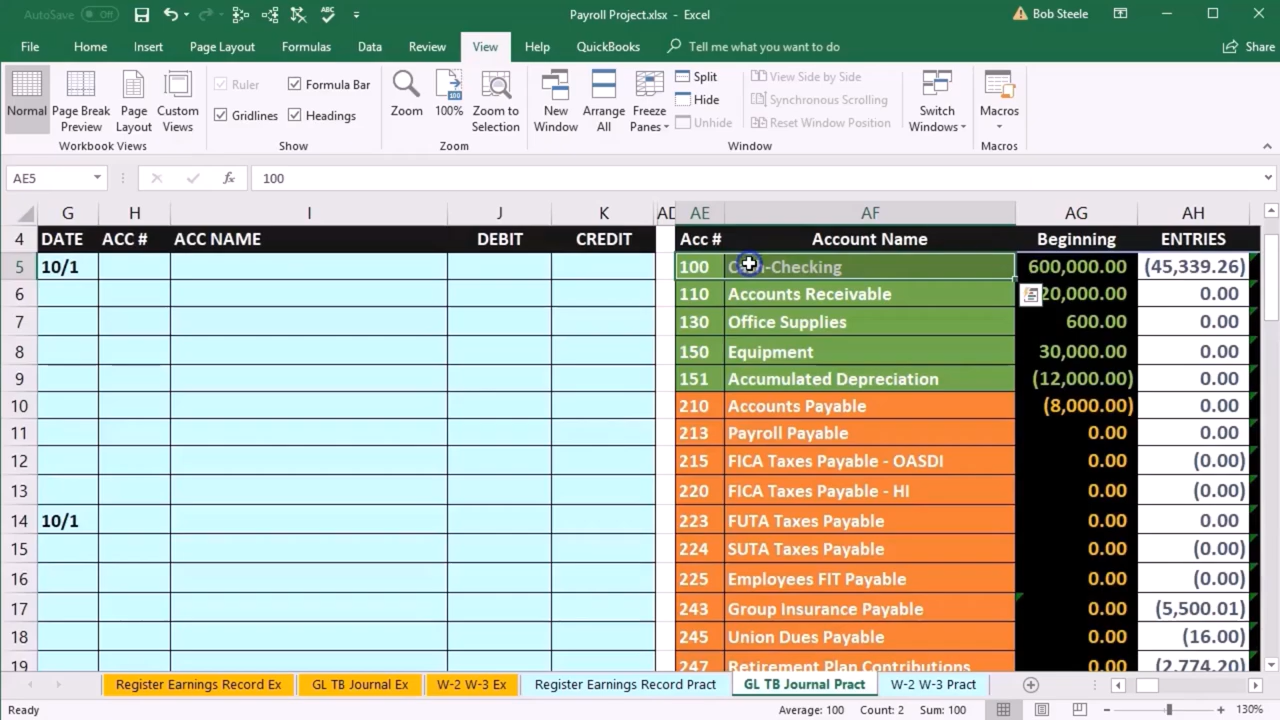 AutoSave Off Payroll Project.xlsx - Excel Bob Steele
File Home Insert Page Layout Formulas Data Review View Help QuickBooks Tell me what you want to do Share
Normal Page Break Preview Page Layout Custom Views
Workbook Views
Ruler Formula Bar
Gridlines Headings
Show
Zoom 100% Zoom to Selection
Zoom
New Window Arrange All Freeze Panes
Split
Hide
Unhide
View Side by Side
Synchronous Scrolling
Reset Window Position
Window
Switch Windows
Macros
Macros
AE5 fx 100
G H I J K AD AE AF AG AH
4 DATE ACC # ACC NAME DEBIT CREDIT Acc # Account Name Beginning ENTRIES
5 10/1 100 Cash-Checking 600,000.00 (45,339.26)
6 110 Accounts Receivable 20,000.00 0.00
7 130 Office Supplies 600.00 0.00
8 150 Equipment 30,000.00 0.00
9 151 Accumulated Depreciation (12,000.00) 0.00
10 210 Accounts Payable (8,000.00) 0.00
11 213 Payroll Payable 0.00 0.00
12 215 FICA Taxes Payable - OASDI 0.00 (0.00)
13 220 FICA Taxes Payable - HI 0.00 (0.00)
14 10/1 223 FUTA Taxes Payable 0.00 0.00
15 224 SUTA Taxes Payable 0.00 (0.00)
16 225 Employees FIT Payable 0.00 (0.00)
17 243 Group Insurance Payable 0.00 (5,500.01)
18 245 Union Dues Payable 0.00 (16.00)
19 247 Retirement Plan Contributions 0.00 (2,774.20)
Register Earnings Record Ex GL TB Journal Ex W-2 W-3 Ex Register Earnings Record Pract GL TB Journal Pract W-2 W-3 Pract
Ready Average: 100 Count: 2 Sum: 100 130%